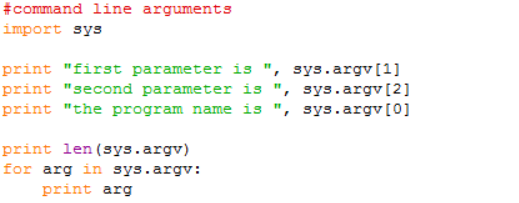 #command line arguments
import sys
print "first parameter is ", sys.argv[1]
print "second parameter is ", sys.argv[2]
print "the program name is ", sys.argv[0]
print len(sys.argv)
for arg in sys.argv:
    print arg